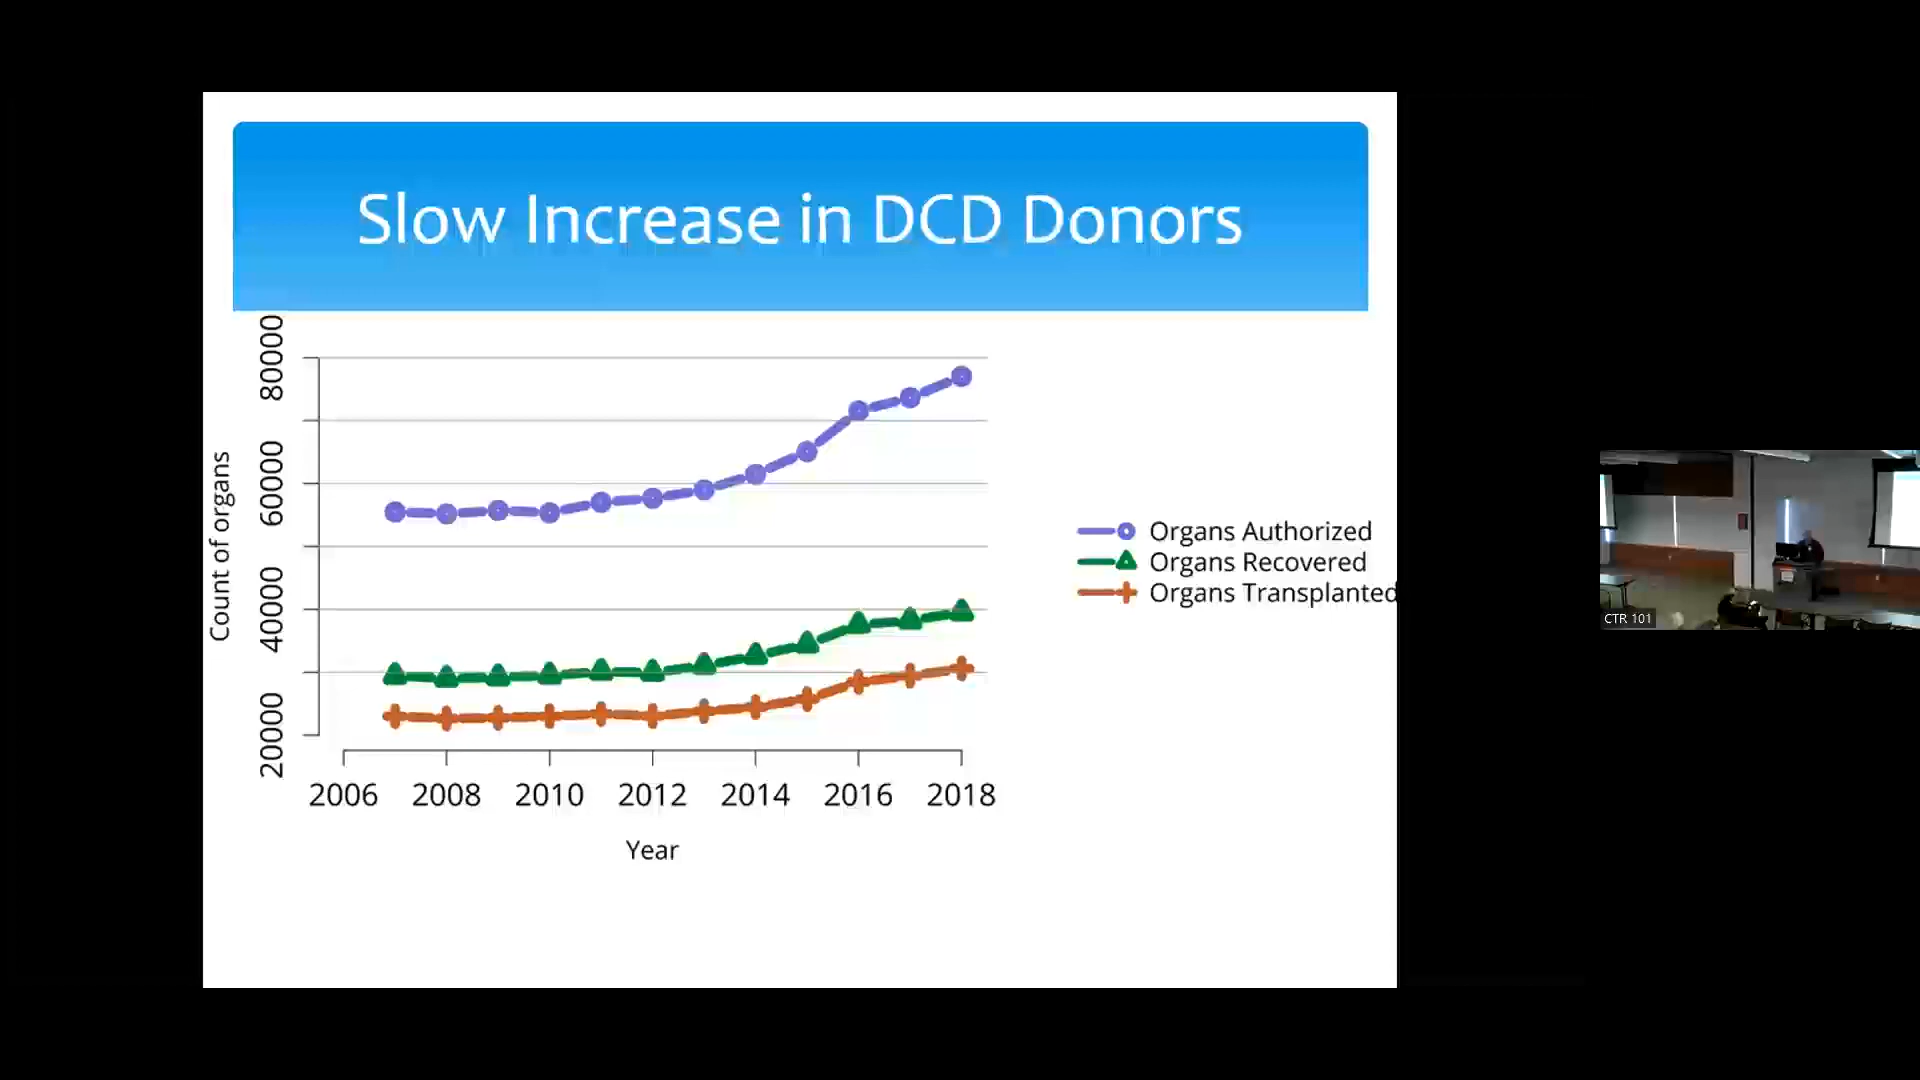 Slow Increase in DCD Donors
Count of organs
80000
60000
40000
20000
2006 2008 2010 2012 2014 2016 2018
Year
Organs Authorized
Organs Recovered
Organs Transplanted
CTR 101